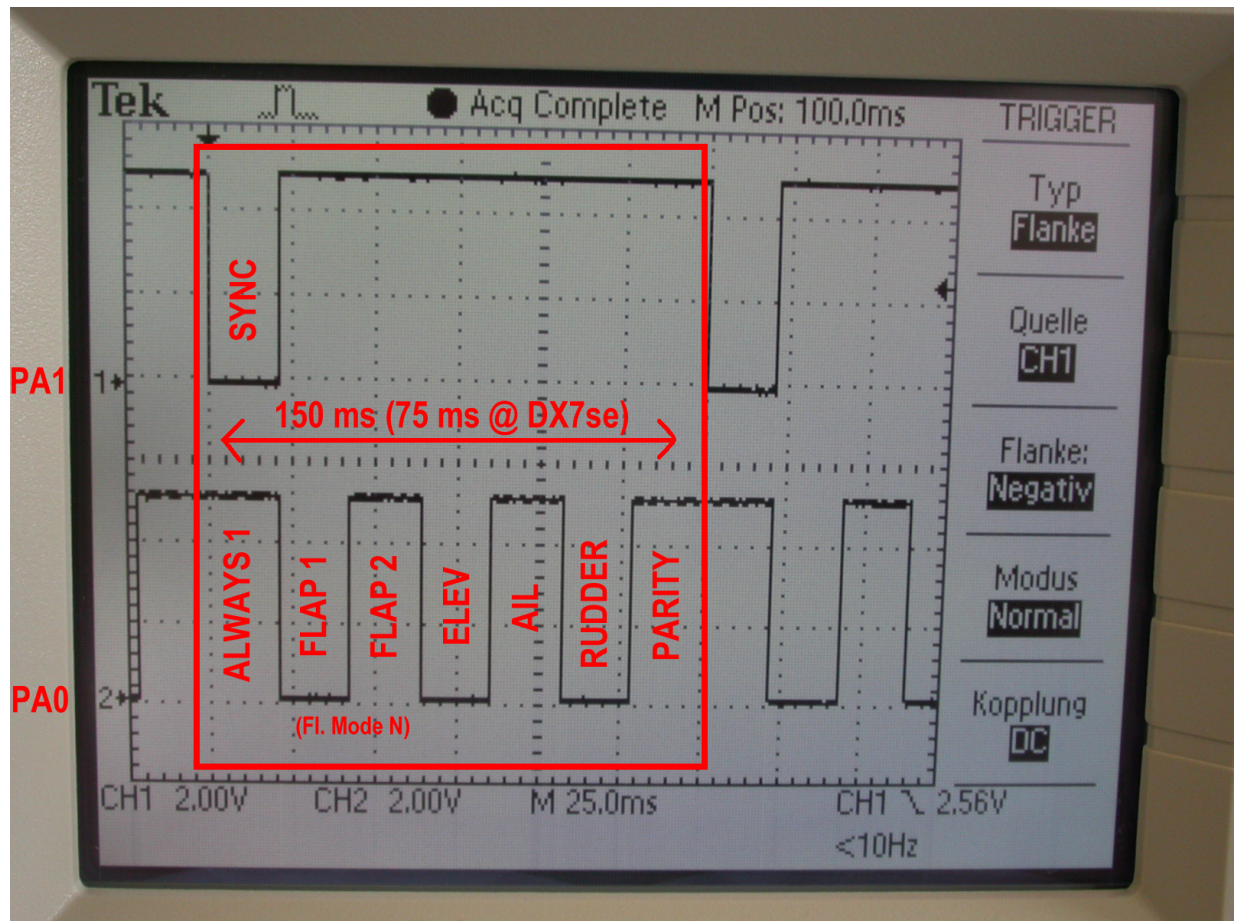 Tek
Acq Complete
M Pos: 100.0ms
TRIGGER
Typ
Flanke
Quelle
CH1
Flanke:
Negativ
Modus
Normal
Kopplung
DC
SYNC
PA1
1
150 ms (75 ms @ DX7se)
ALWAYS 1
FLAP 1
FLAP 2
ELEV
AIL
RUDDER
PARITY
PA0
2
(Fl. Mode N)
CH1 2.00V
CH2 2.00V
M 25.0ms
CH1
2.56V
<10Hz